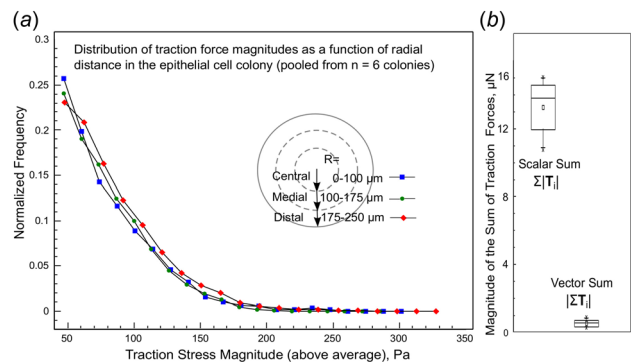 (a)
Distribution of traction force magnitudes as a function of radial
distance in the epithelial cell colony (pooled from n = 6 colonies)
Normalized Frequency
0.3
0.25
0.2
0.15
0.1
0.05
0
R=
Central 0-100 µm
Medial 100-175 µm
Distal 175-250 µm
50 100 150 200 250 300 350
Traction Stress Magnitude (above average), Pa
(b)
Magnitude of the Sum of Traction Forces, µN
16
12
8
4
0
Scalar Sum
Σ|Ti|
Vector Sum
|ΣTi|